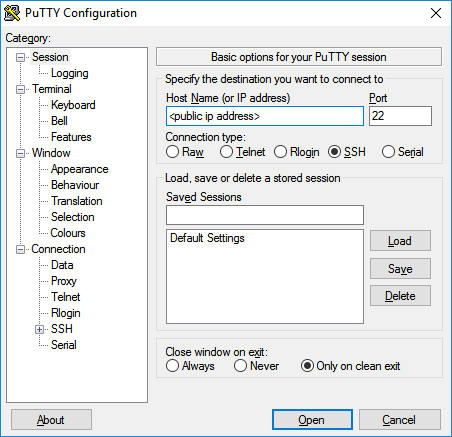 PuTTY Configuration
Category:
Session
Logging
Terminal
Keyboard
Bell
Features
Window
Appearance
Behaviour
Translation
Selection
Colours
Connection
Data
Proxy
Telnet
Rlogin
SSH
Serial
Basic options for your PuTTY session
Specify the destination you want to connect to
Host Name (or IP address) Port
<public ip address> 22
Connection type:
Raw Telnet Rlogin SSH Serial
Load, save or delete a stored session
Saved Sessions
Default Settings
Load
Save
Delete
Close window on exit:
Always Never Only on clean exit
About Open Cancel